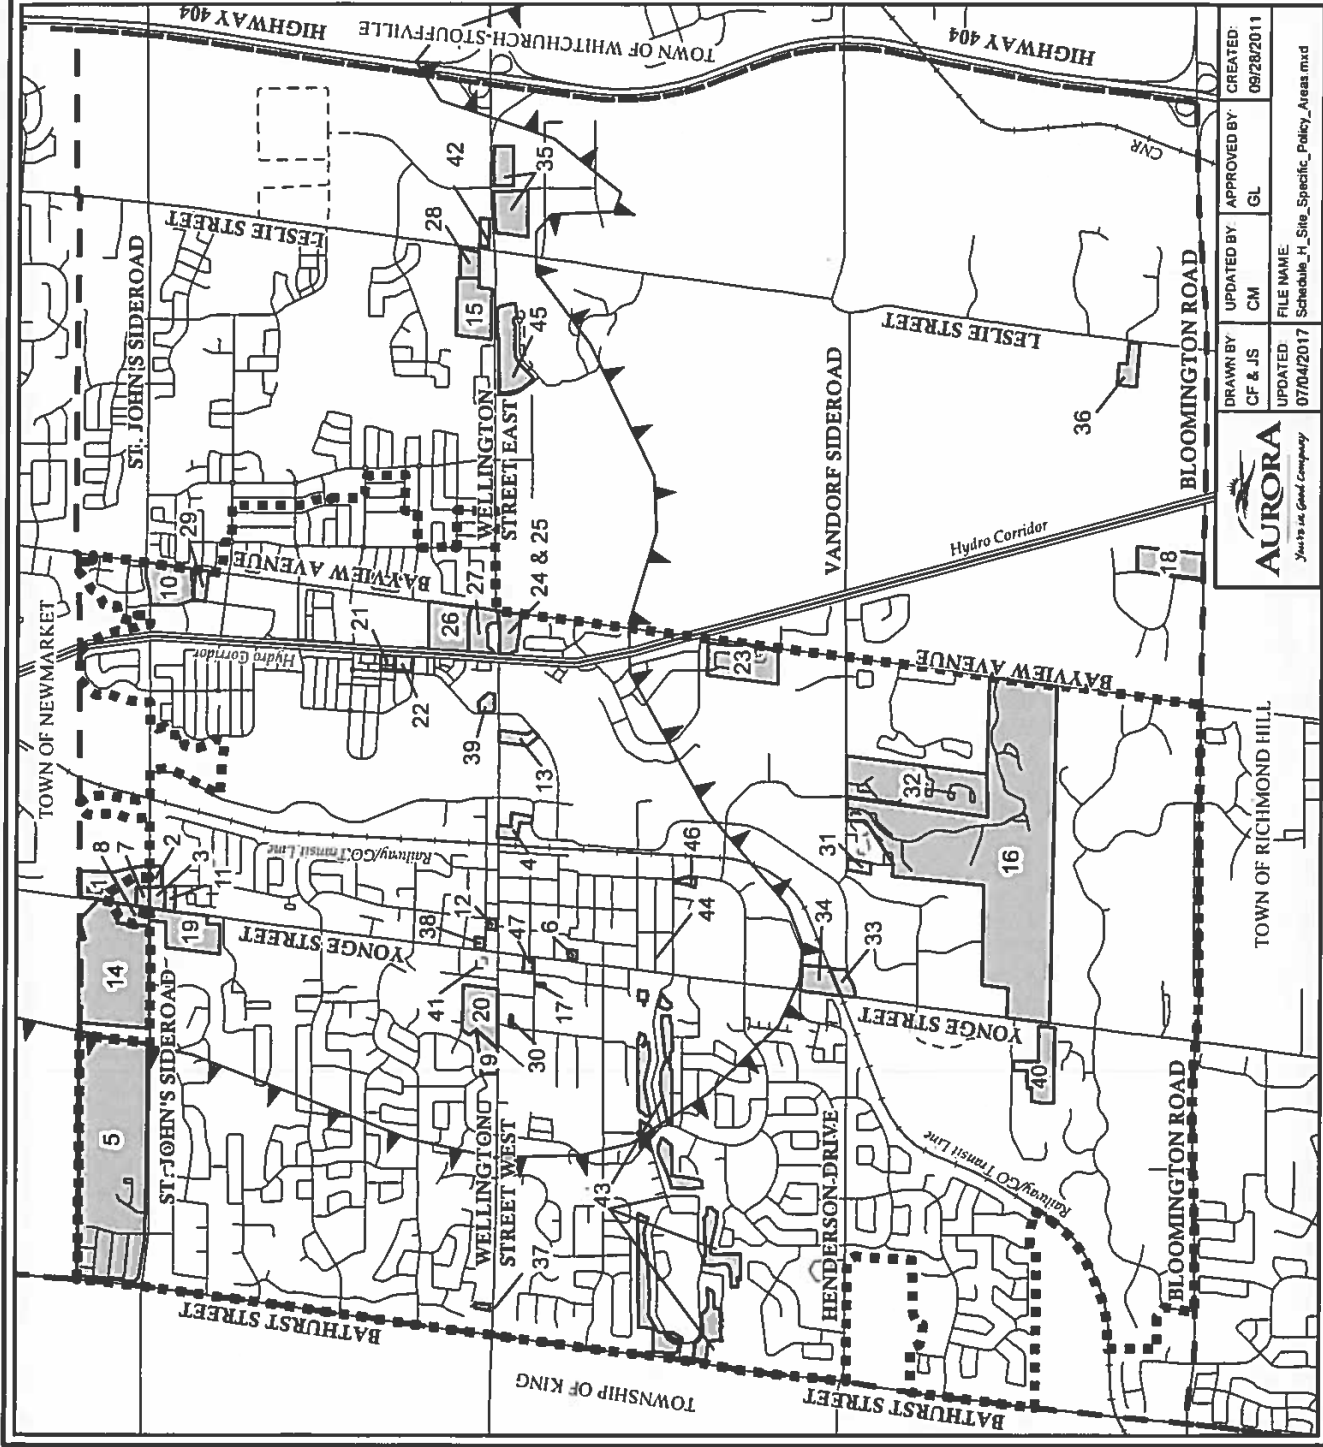 HIGHWAY 404
HIGHWAY 404
TOWN OF WHITCHURCH-STOUFFVILLE
HIGHWAY 404
HIGHWAY 404
CNR
42
35
28
LESLIE STREET
ST. JOHN'S SIDEROAD
15
45
WELLINGTON
STREET EAST
LESLIE STREET
VANDORF SIDEROAD
36
BLOOMINGTON ROAD
TOWN OF NEWMARKET
29
10
BAYVIEW AVENUE
21
26
27
24 & 25
Hydro Corridor
Hydro Corridor
18
22
39
13
23
BAYVIEW AVENUE
TOWN OF RICHMOND HILL
8
7
1
2
3
11
Railway/GO Transit Line
4
46
31
32
16
14
19
YONGE STREET
38
12
47
6
44
34
33
ST. JOHN'S SIDEROAD
41
20
17
9
30
YONGE STREET
40
5
WELLINGTON
STREET WEST
37
43
HENDERSON DRIVE
Railway/GO Transit Line
BLOOMINGTON ROAD
BATHURST STREET
TOWNSHIP OF KING
BATHURST STREET
AURORA
You're in Good Company
DRAWN BY:
CF & JS
UPDATED BY:
CM
APPROVED BY:
GL
CREATED:
09/28/2011
UPDATED:
07/04/2017
FILE NAME:
Schedule_H_Site_Specific_Policy_Areas.mxd